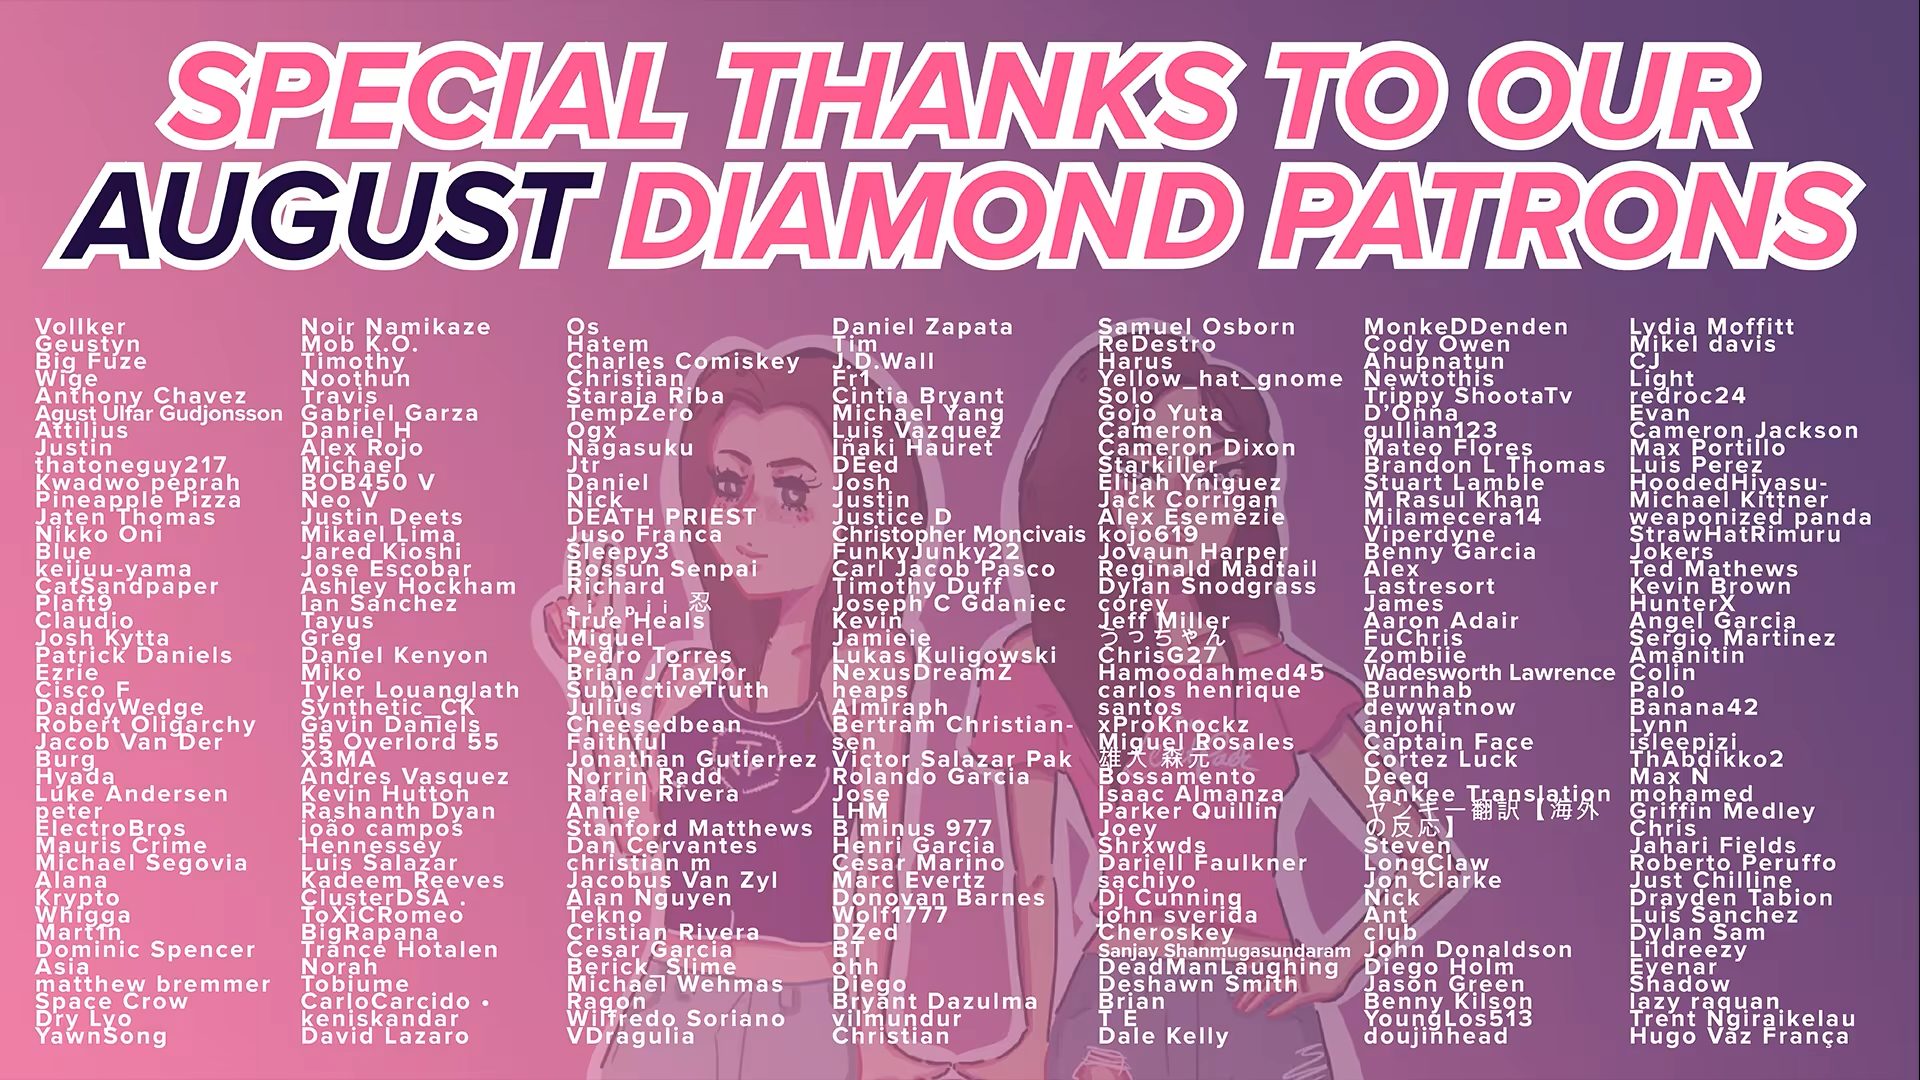 SPECIAL THANKS TO OUR
AUGUST DIAMOND PATRONS
Vollker
Geustyn
Big Fuze
Wige
Anthony Chavez
Agust Ulfar Gudjonsson
Attilius
Justin
thatoneguy217
Kwadwo peprah
Pineapple Pizza
Jaten Thomas
Nikko Oni
Blue
keijuu-yama
CatSandpaper
Plaft9
Claudio
Josh Kytta
Patrick Daniels
Ezrie
Cisco F
DaddyWedge
Robert Oligarchy
Jacob Van Der
Burg
Hyada
Luke Andersen
peter
ElectroBros
Mauris Crime
Michael Segovia
Alana
Krypto
Whigga
Mart1n
Dominic Spencer
Asia
matthew bremmer
Space Crow
Dry Lyo
YawnSong
Noir Namikaze
Mob K.O.
Timothy
Noothun
Travis
Gabriel Garza
Daniel H
Alex Rojo
Michael
BOB450 V
Neo V
Justin Deets
Mikael Lima
Jared Kioshi
Jose Escobar
Ashley Hockham
Ian Sanchez
Tayus
Greg
Daniel Kenyon
Miko
Tyler Louanglath
Synthetic_CK
Gavin Daniels
55 Overlord 55
X3MA
Andres Vasquez
Kevin Hutton
Rashanth Dyan
joão campos
Hennessey
Luis Salazar
Kadeem Reeves
ClusterDSA .
ToXiCRomeo
BigRapana
Trance Hotalen
Norah
Tobiume
CarloCarcido •
keniskandar
David Lazaro
Os
Hatem
Charles Comiskey
Christian
Staraja Riba
TempZero
Ogx
Nagasuku
Jtr
Daniel
Nick
DEATH PRIEST
Juso Franca
Sleepy3
Bossun Senpai
Richard
忍
True Heals
Miguel
Pedro Torres
Brian J Taylor
SubjectiveTruth
Julius
Cheesedbean
Faithful
Jonathan Gutierrez
Norrin Radd
Rafael Rivera
Annie
Stanford Matthews
Dan Cervantes
christian m
Jacobus Van Zyl
Alan Nguyen
Tekno
Cristian Rivera
Cesar Garcia
Berick Slime
Michael Wehmas
Ragon
Wilfredo Soriano
VDragulia
Daniel Zapata
Tim
J.D.Wall
Fr1
Cintia Bryant
Michael Yang
Luis Vazquez
Iñaki Hauret
DEed
Josh
Justin
Justice D
Christopher Moncivais
FunkyJunky22
Carl Jacob Pasco
Timothy Duff
Joseph C Gdaniec
Kevin
Jamieie
Lukas Kuligowski
NexusDreamZ
heaps
Almiraph
Bertram Christian-
sen
Victor Salazar Pak
Rolando Garcia
Jose
LHM
B minus 977
Henri Garcia
Cesar Marino
Marc Evertz
Donovan Barnes
Wolf1777
DZed
BT
ohh
Diego
Bryant Dazulma
vilmundur
Christian
Samuel Osborn
ReDestro
Harus
Yellow_hat_gnome
Solo
Gojo Yuta
Cameron
Cameron Dixon
Starkiller
Elijah Yniguez
Jack Corrigan
Alex Esemezie
kojo619
Jovaun Harper
Reginald Madtail
Dylan Snodgrass
corey
Jeff Miller
うっちゃん
ChrisG27
Hamoodahmed45
carlos henrique
santos
xProKnockz
Miguel Rosales
雄大 森元
Bossamento
Isaac Almanza
Parker Quillin
Joey
Shrxwds
Dariell Faulkner
sachiyo
Dj Cunning
john sverida
Cheroskey
Sanjay Shanmugasundaram
DeadManLaughing
Deshawn Smith
Brian
T E
Dale Kelly
MonkeDDenden
Cody Owen
Ahupnatun
Newtothis
Trippy ShootaTv
D'Onna
gullian123
Mateo Flores
Brandon L Thomas
Stuart Lamble
M Rasul Khan
Milamecera14
Viperdyne
Benny Garcia
Alex
Lastresort
James
Aaron Adair
FuChris
Zombiie
Wadesworth Lawrence
Burnhab
dewwatnow
anjohi
Captain Face
Cortez Luck
Deeq
Yankee Translation
ヤンキー翻訳【海外
の反応】
Steven
LongClaw
Jon Clarke
Nick
Ant
club
John Donaldson
Diego Holm
Jason Green
Benny Kilson
YoungLos513
doujinhead
Lydia Moffitt
Mikel davis
CJ
Light
redroc24
Evan
Cameron Jackson
Max Portillo
Luis Perez
HoodedHiyasu-
Michael Kittner
weaponized panda
StrawHatRimuru
Jokers
Ted Mathews
Kevin Brown
HunterX
Angel Garcia
Sergio Martinez
Amanitin
Colin
Palo
Banana42
Lynn
isleepizi
ThAbdikko2
Max N
mohamed
Griffin Medley
Chris
Jahari Fields
Roberto Peruffo
Just Chilling
Drayden Tabion
Luis Sanchez
Dylan Sam
Lildreezy
Eyenar
Shadow
lazy raquan
Trent Ngiraikelau
Hugo Vaz França